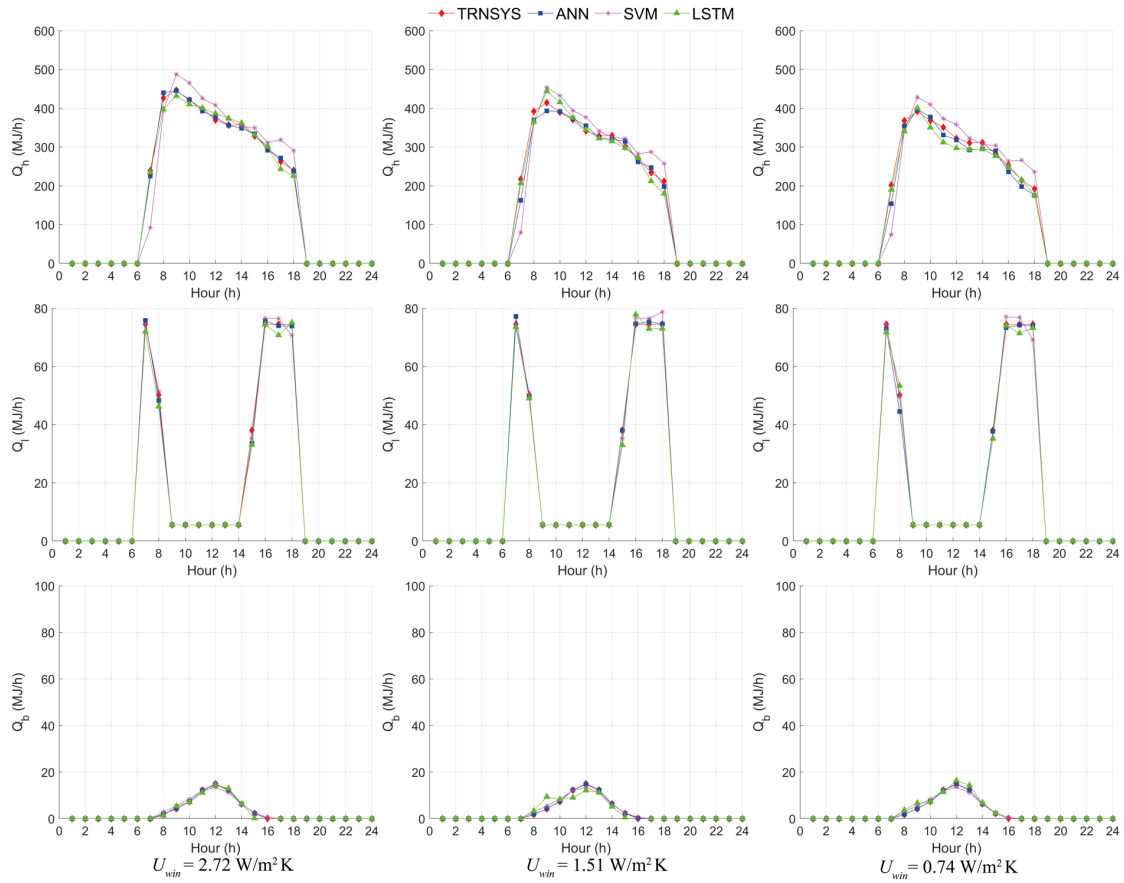 TRNSYS ANN SVM LSTM
600 600 600
500 500 500
400 400 400
300 300 300
200 200 200
100 100 100
0 0 0
Q_h (MJ/h) Q_h (MJ/h) Q_h (MJ/h)
0 2 4 6 8 10 12 14 16 18 20 22 24 0 2 4 6 8 10 12 14 16 18 20 22 24 0 2 4 6 8 10 12 14 16 18 20 22 24
Hour (h) Hour (h) Hour (h)
80 80 80
60 60 60
40 40 40
20 20 20
0 0 0
Q_l (MJ/h) Q_l (MJ/h) Q_l (MJ/h)
0 2 4 6 8 10 12 14 16 18 20 22 24 0 2 4 6 8 10 12 14 16 18 20 22 24 0 2 4 6 8 10 12 14 16 18 20 22 24
Hour (h) Hour (h) Hour (h)
100 100 100
80 80 80
60 60 60
40 40 40
20 20 20
0 0 0
Q_b (MJ/h) Q_b (MJ/h) Q_b (MJ/h)
0 2 4 6 8 10 12 14 16 18 20 22 24 0 2 4 6 8 10 12 14 16 18 20 22 24 0 2 4 6 8 10 12 14 16 18 20 22 24
Hour (h) Hour (h) Hour (h)
U_win = 2.72 W/m² K U_win = 1.51 W/m² K U_win = 0.74 W/m² K